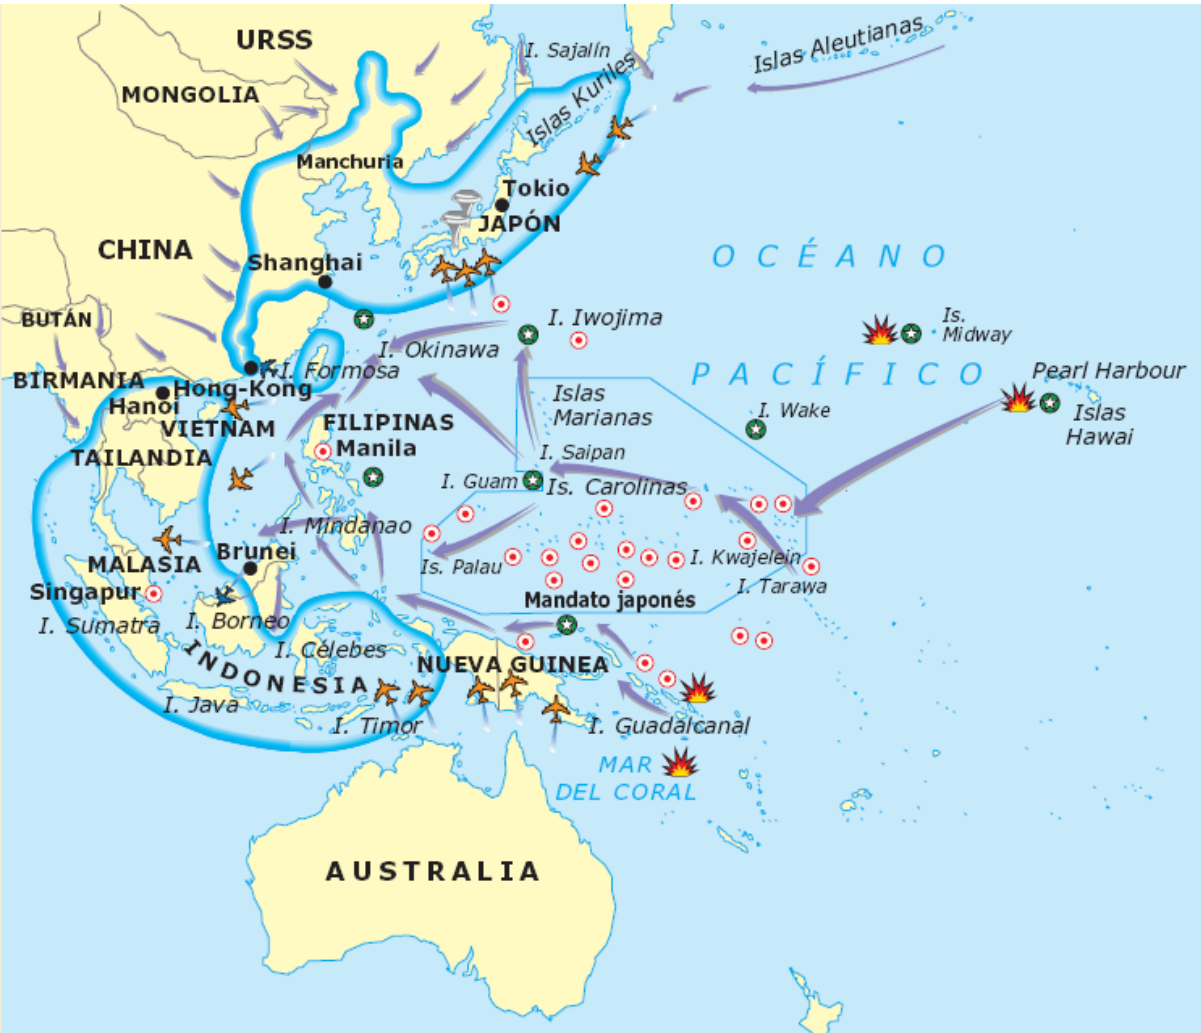 URSS
I. Sajalín
Islas Aleutianas
MONGOLIA
Islas Kuriles
Manchuria
Tokio
JAPÓN
CHINA
Shanghai
OCÉANO
BUTÁN
I. Iwojima
Is.
Midway
I. Okinawa
BIRMANIA
I. Formosa
PACÍFICO
Pearl Harbour
Hong-Kong
Hanoi
Islas
Marianas
I. Wake
Islas
Hawai
VIETNAM
FILIPINAS
Manila
TAILANDIA
I. Saipan
I. Guam
Is. Carolinas
I. Mindanao
Brunei
MALASIA
Is. Palau
I. Kwajelein
I. Tarawa
Singapur
Mandato japonés
I. Sumatra
I. Borneo
I. Célebes
INDONESIA
NUEVA GUINEA
I. Java
I. Timor
I. Guadalcanal
MAR
DEL CORAL
AUSTRALIA